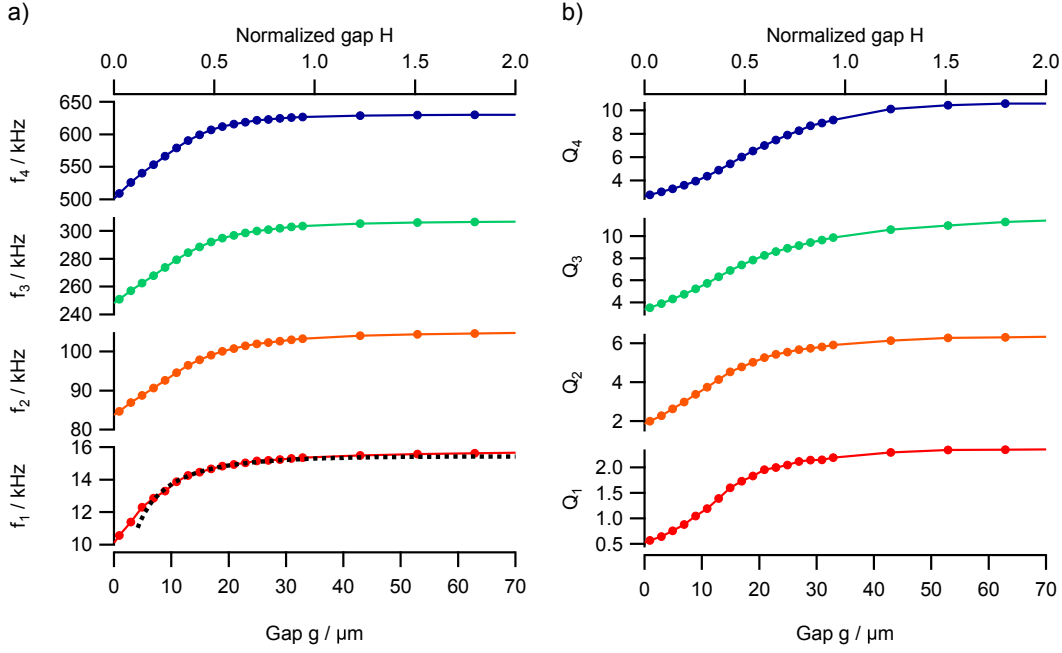 a)
Normalized gap H
0.0 0.5 1.0 1.5 2.0
650
600
550
500
f4 / kHz
300
280
260
240
f3 / kHz
100
90
80
f2 / kHz
16
14
12
10
f1 / kHz
0 10 20 30 40 50 60 70
Gap g / µm
b)
Normalized gap H
0.0 0.5 1.0 1.5 2.0
10
8
6
4
Q4
10
8
6
4
Q3
6
4
2
Q2
2.0
1.5
1.0
0.5
Q1
0 10 20 30 40 50 60 70
Gap g / µm